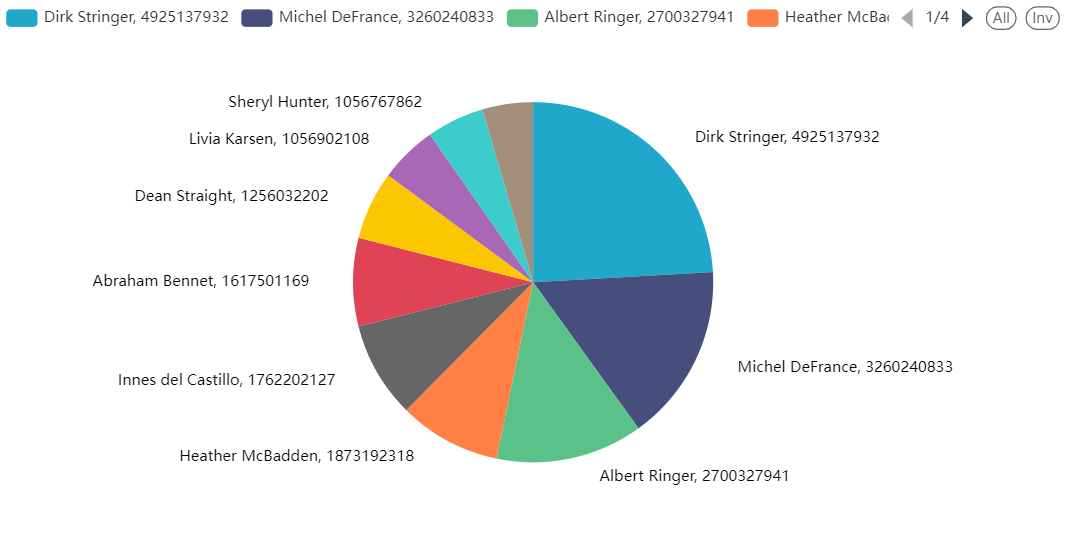 Dirk Stringer, 4925137932 Michel DeFrance, 3260240833 Albert Ringer, 2700327941 Heather 1/4 All Inv
Sheryl Hunter, 1056767862
Dirk Stringer, 4925137932
Livia Karsen, 1056902108
Dean Straight, 1256032202
Abraham Bennet, 1617501169
Michel DeFrance, 3260240833
Innes del Castillo, 1762202127
Heather McBadden, 1873192318
Albert Ringer, 2700327941